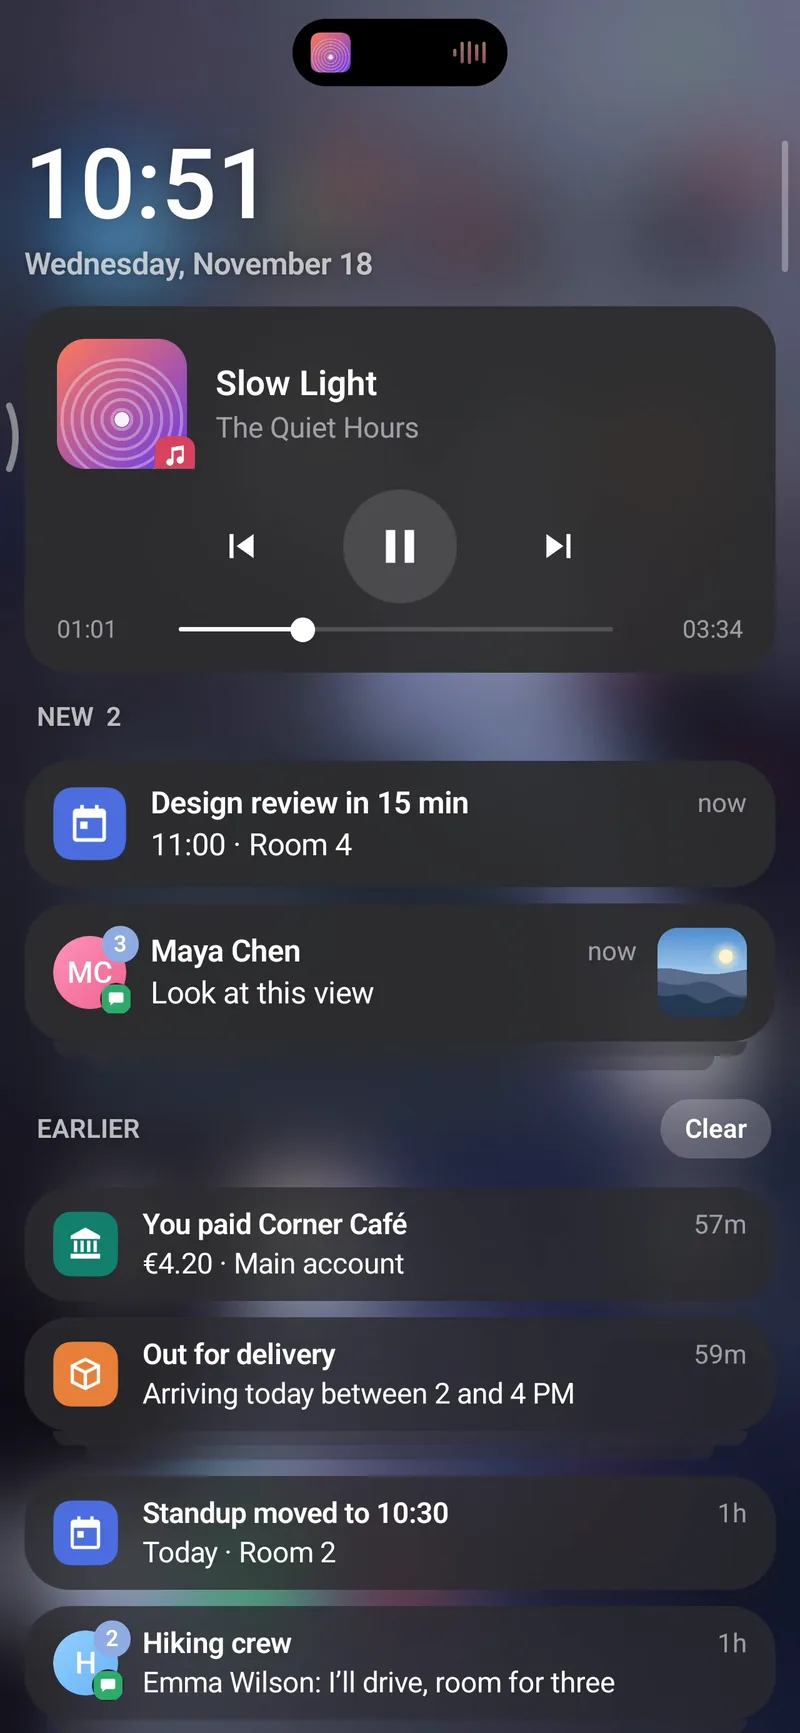 10:51
Wednesday, November 18
Slow Light
The Quiet Hours
01:01
03:34
NEW 2
Design review in 15 min
now
11:00 · Room 4
MC
3
Maya Chen
now
Look at this view
EARLIER
Clear
You paid Corner Café
57m
€4.20 · Main account
Out for delivery
59m
Arriving today between 2 and 4 PM
Standup moved to 10:30
1h
Today · Room 2
H
2
Hiking crew
1h
Emma Wilson: I’ll drive, room for three